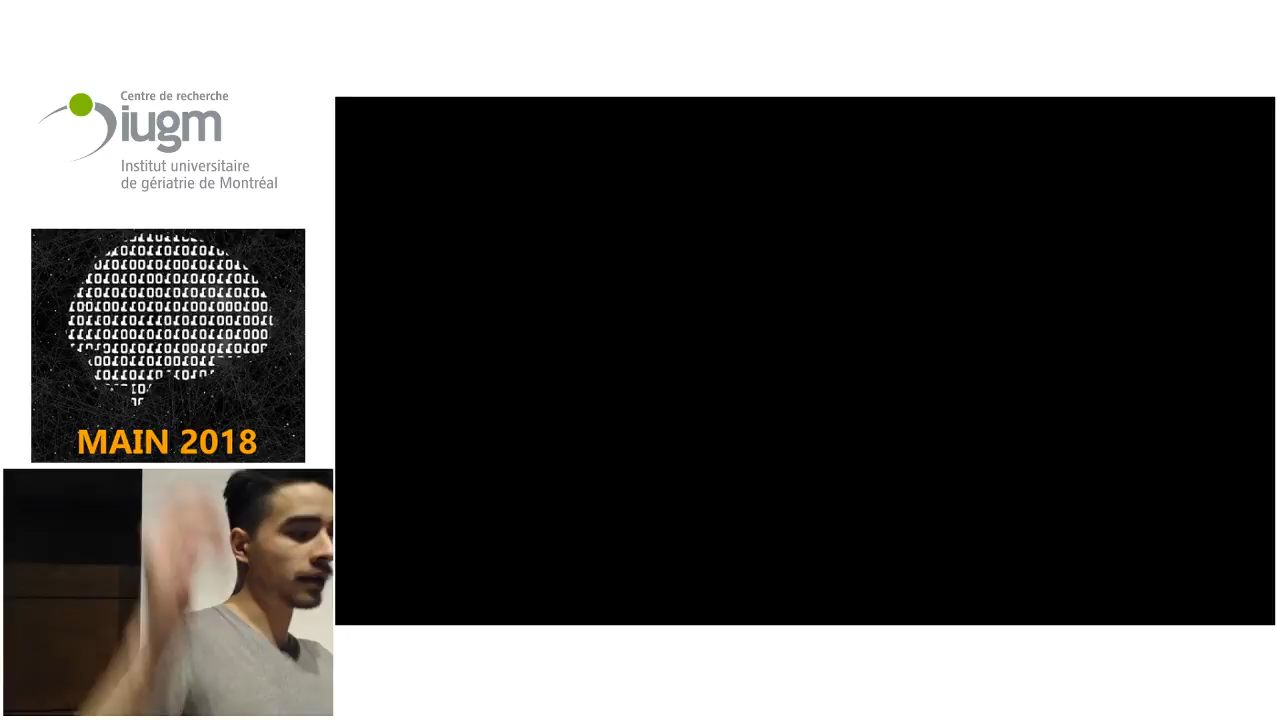 Centre de recherche
iugm
Institut universitaire
de gériatrie de Montréal
MAIN 2018